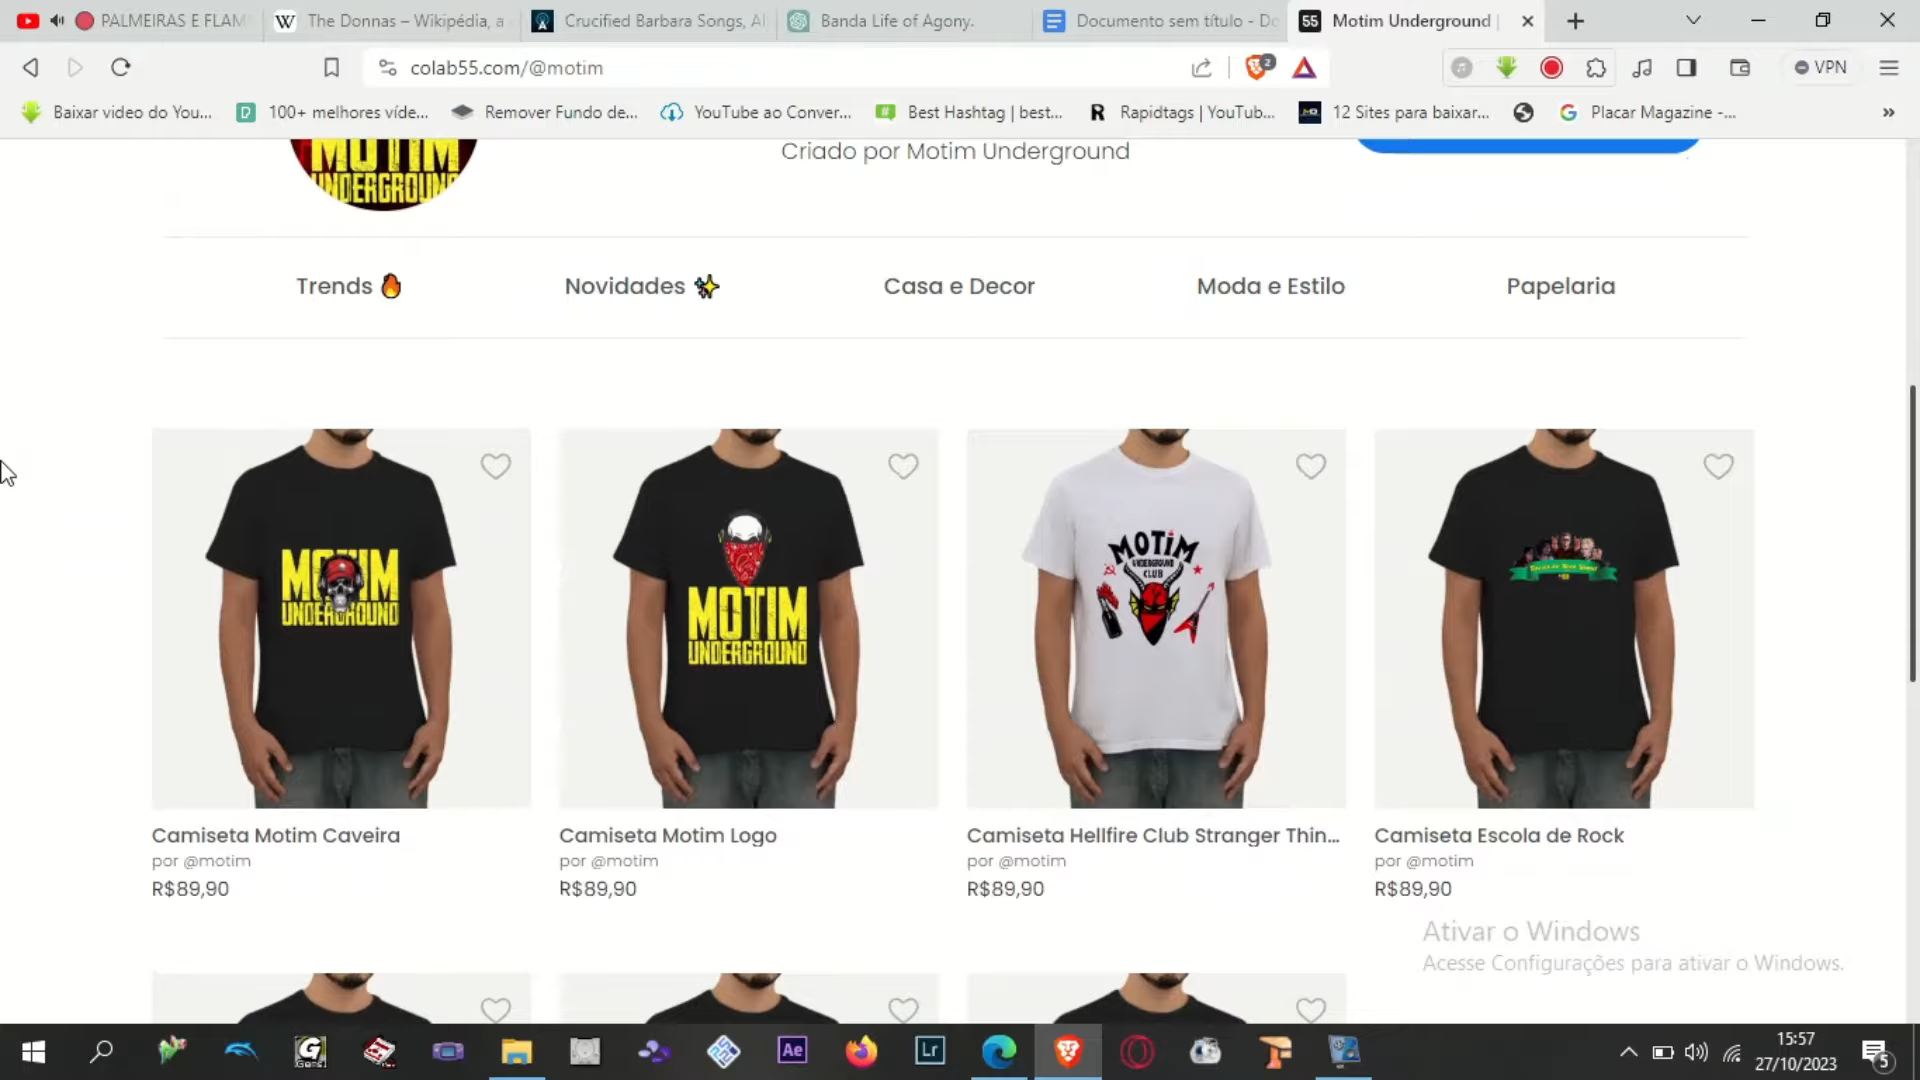 PALMEIRAS E FLAM
The Donnas – Wikipédia, a
Crucified Barbara Songs, Al
Banda Life of Agony.
Documento sem título - Do
55 Motim Underground |
colab55.com/@motim
2
VPN
Baixar video do You...
100+ melhores víde...
Remover Fundo de...
YouTube ao Conver...
Best Hashtag | best...
Rapidtags | YouTub...
12 Sites para baixar...
Placar Magazine -...
»
MOTIM
UNDERGROUND
Criado por Motim Underground
Trends 🔥
Novidades ✨
Casa e Decor
Moda e Estilo
Papelaria
MOTIM
UNDERGROUND
MOTIM
UNDERGROUND
MOTIM
UNDERGROUND
CLUB
Camiseta Motim Caveira
por @motim
R$89,90
Camiseta Motim Logo
por @motim
R$89,90
Camiseta Hellfire Club Stranger Thin...
por @motim
R$89,90
Camiseta Escola de Rock
por @motim
R$89,90
Ativar o Windows
Acesse Configurações para ativar o Windows.
Ae
Lr
15:57
27/10/2023
5